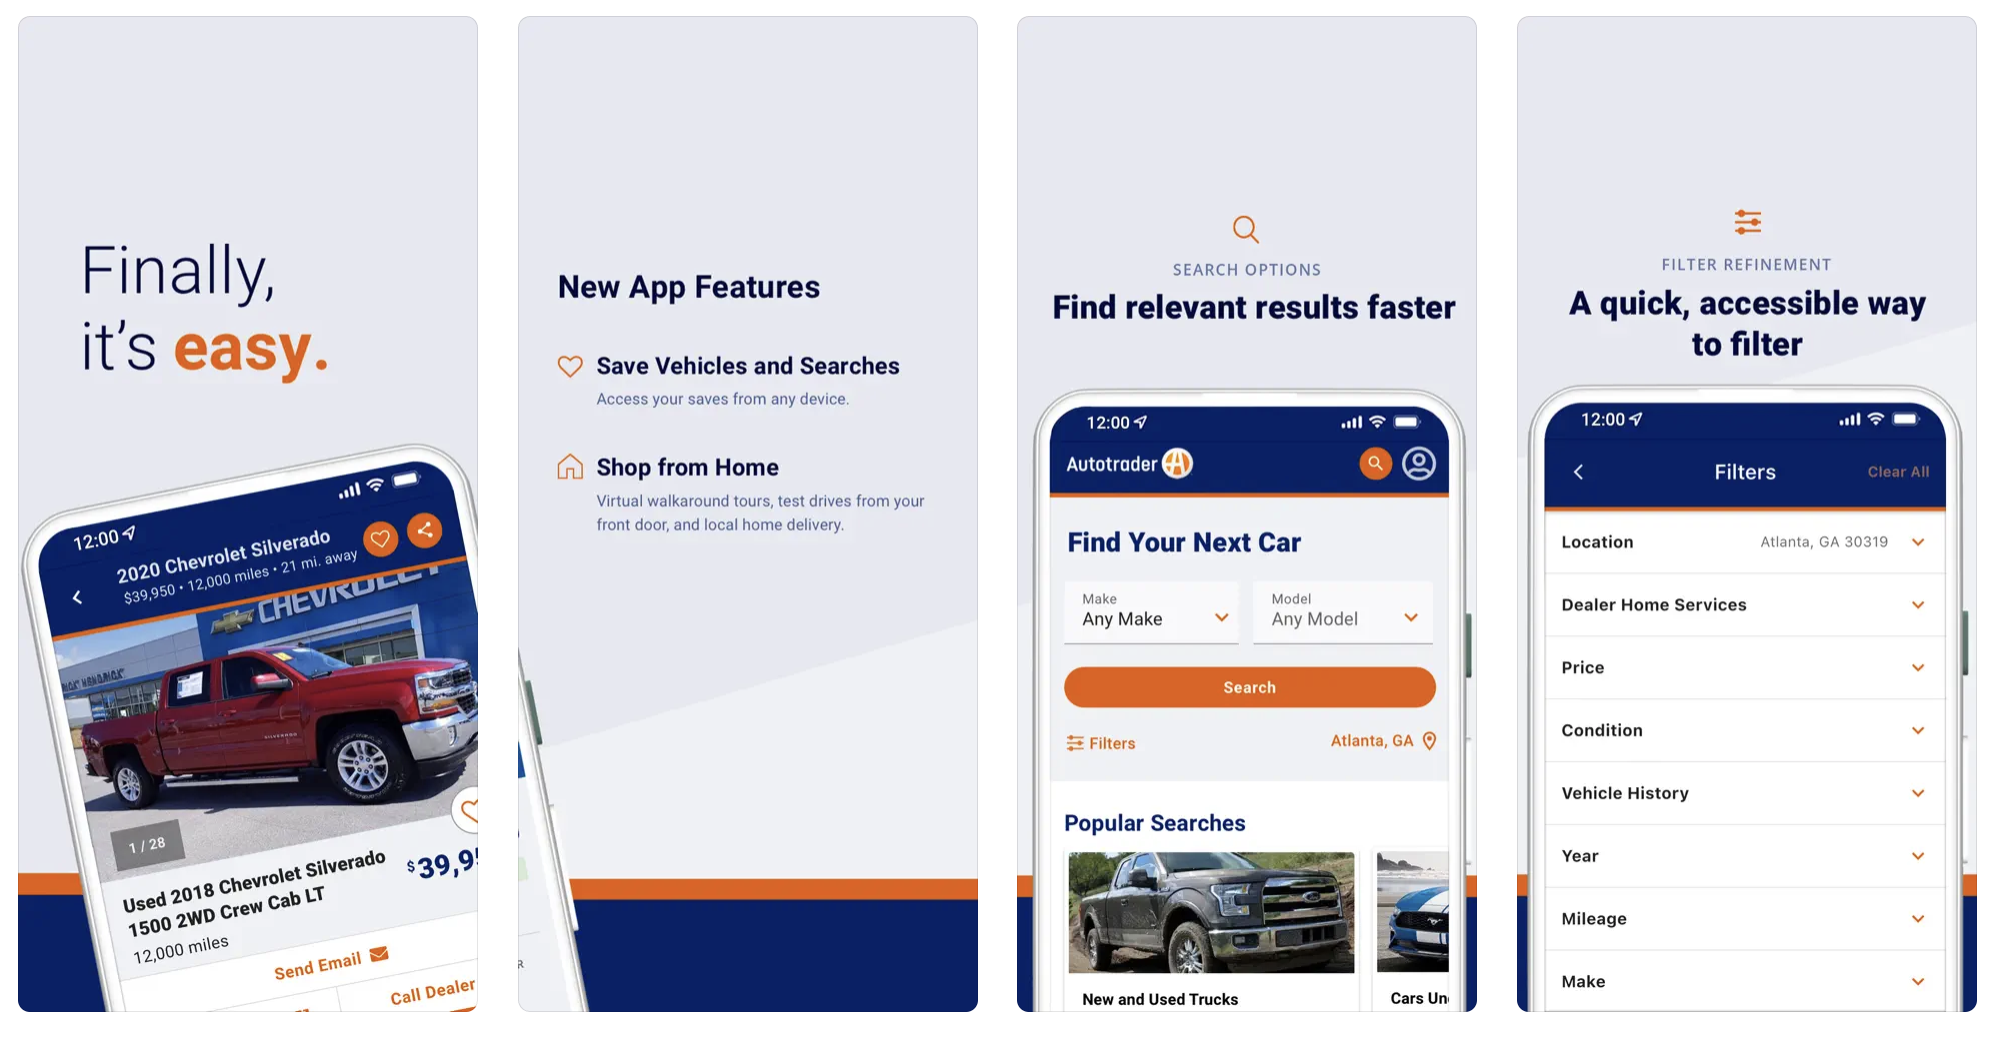 Finally,
it's easy.
12:00
2020 Chevrolet Silverado
$39,950 • 12,000 miles • 21 mi. away
CHEVROLET
1 / 28
Used 2018 Chevrolet Silverado
1500 2WD Crew Cab LT
$39,9
12,000 miles
Send Email
Call Dealer
New App Features
Save Vehicles and Searches
Access your saves from any device.
Shop from Home
Virtual walkaround tours, test drives from your
front door, and local home delivery.
R
SEARCH OPTIONS
Find relevant results faster
12:00
Autotrader
Find Your Next Car
Make
Any Make
Model
Any Model
Search
Filters
Atlanta, GA
Popular Searches
New and Used Trucks
Cars Un
FILTER REFINEMENT
A quick, accessible way
to filter
12:00
Filters
Clear All
Location
Atlanta, GA 30319
Dealer Home Services
Price
Condition
Vehicle History
Year
Mileage
Make